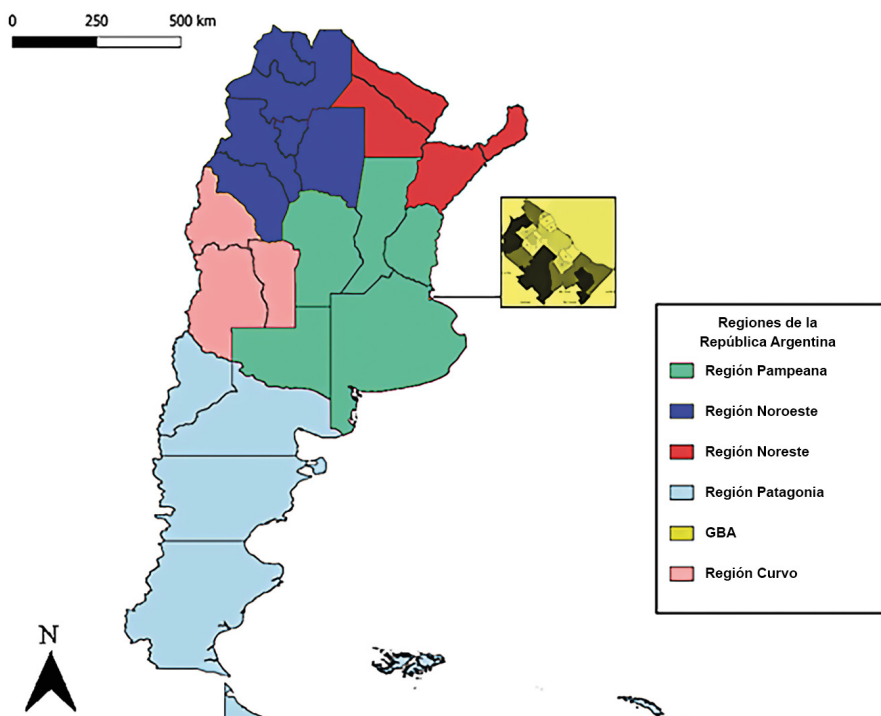 0 250 500 km
Regiones de la
República Argentina
Región Pampeana
Región Noroeste
Región Noreste
Región Patagonia
GBA
Región Curvo
N